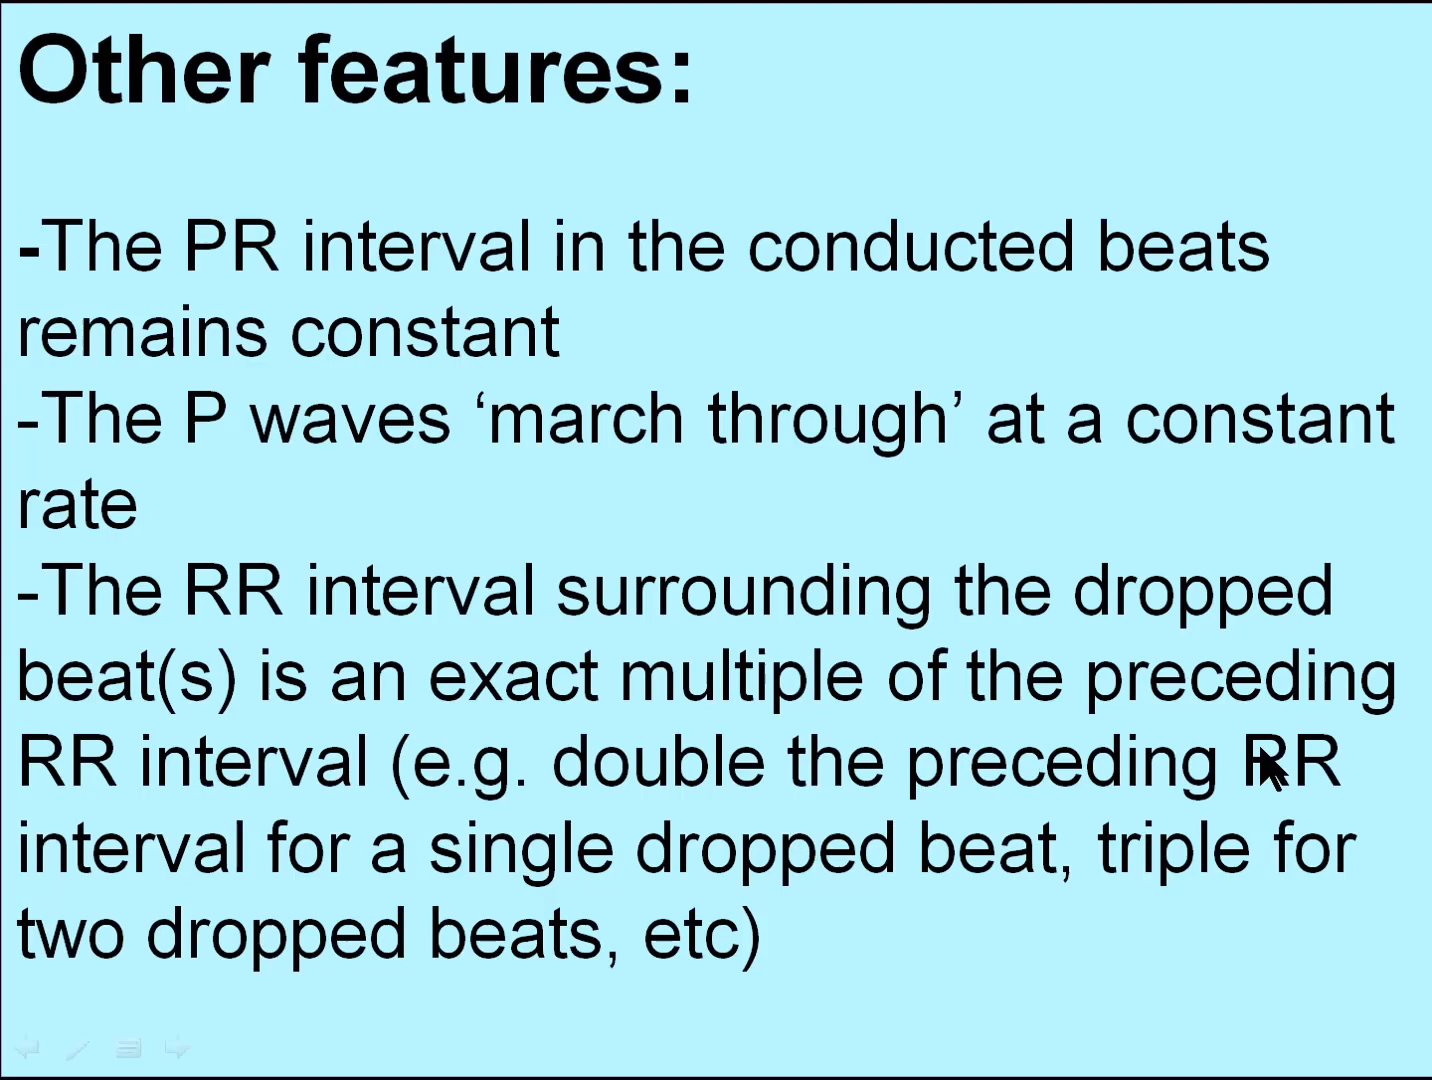 Other features:
-The PR interval in the conducted beats
remains constant
-The P waves ‘march through’ at a constant
rate
-The RR interval surrounding the dropped
beat(s) is an exact multiple of the preceding
RR interval (e.g. double the preceding RR
interval for a single dropped beat, triple for
two dropped beats, etc)